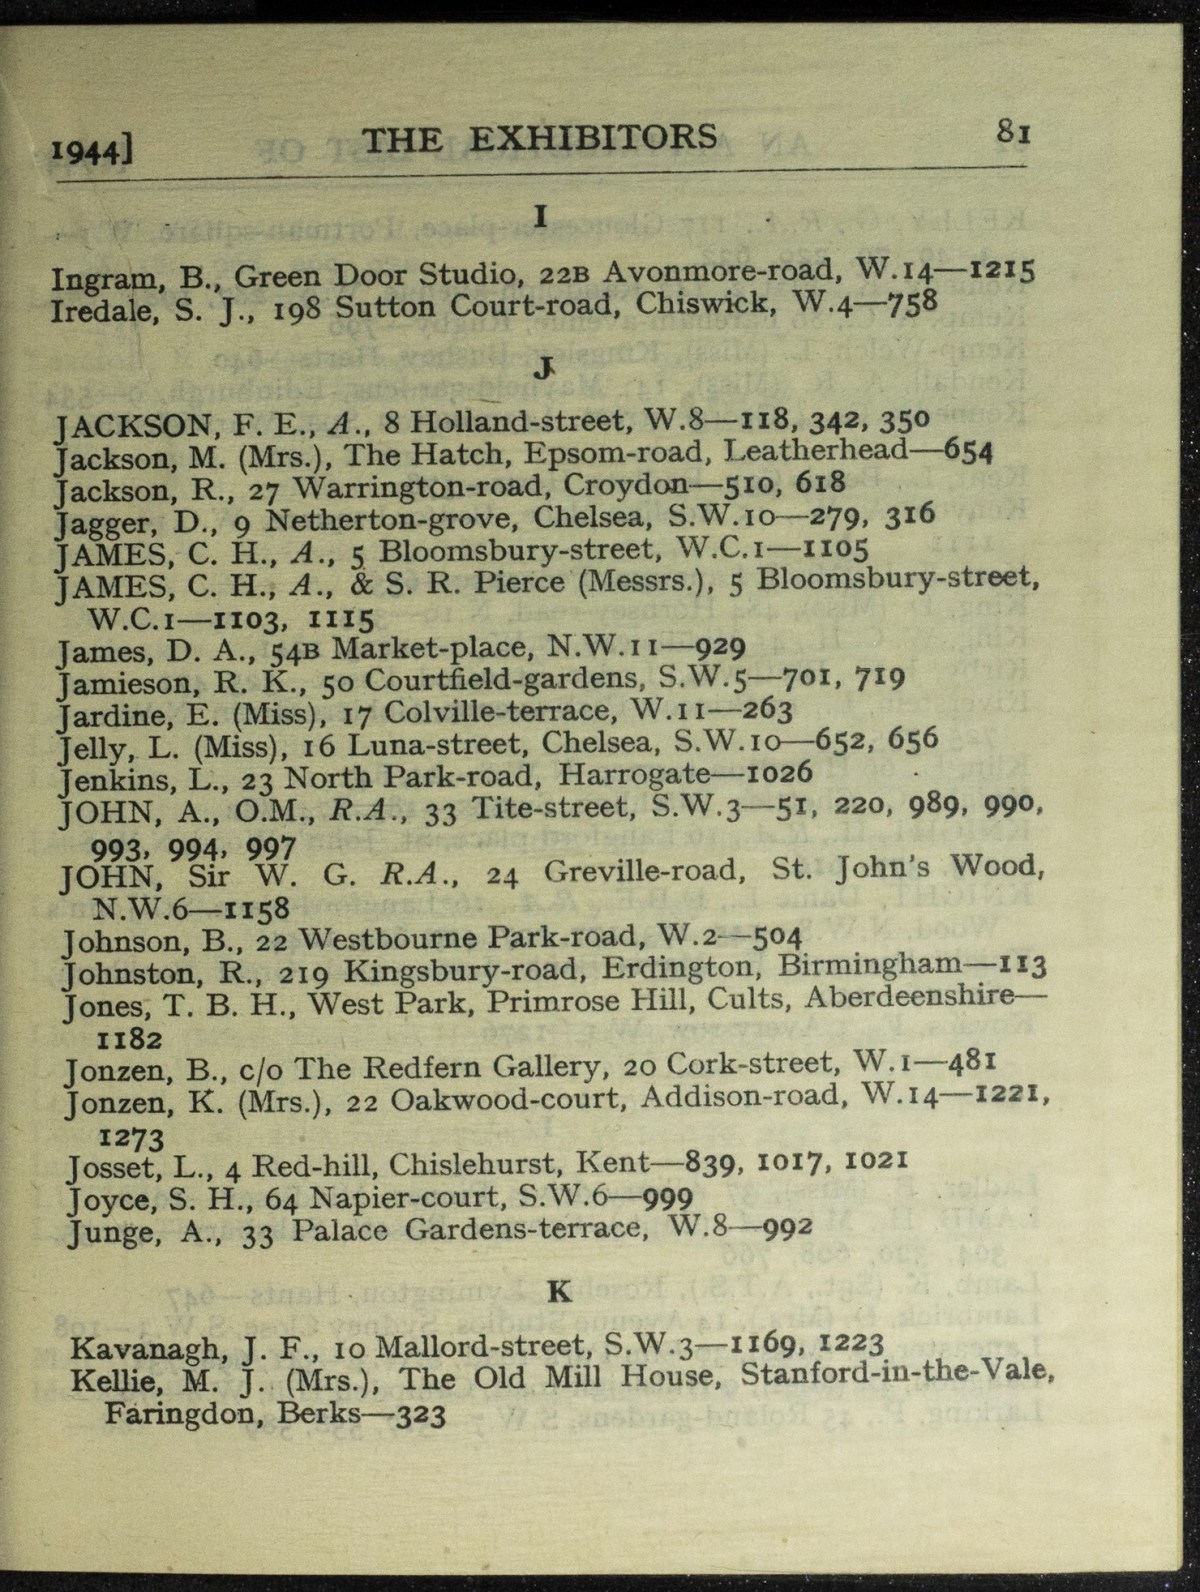 1944] THE EXHIBITORS 81
I
Ingram, B., Green Door Studio, 22B Avonmore-road, W.14—1215
Iredale, S. J., 198 Sutton Court-road, Chiswick, W.4—758
J
JACKSON, F. E., A., 8 Holland-street, W.8—118, 342, 350
Jackson, M. (Mrs.), The Hatch, Epsom-road, Leatherhead—654
Jackson, R., 27 Warrington-road, Croydon—510, 618
Jagger, D., 9 Netherton-grove, Chelsea, S.W.10—279, 316
JAMES, C. H., A., 5 Bloomsbury-street, W.C.1—1105
JAMES, C. H., A., & S. R. Pierce (Messrs.), 5 Bloomsbury-street,
W.C.1—1103, 1115
James, D. A., 54B Market-place, N.W.11—929
Jamieson, R. K., 50 Courtfield-gardens, S.W.5—701, 719
Jardine, E. (Miss), 17 Colville-terrace, W.11—263
Jelly, L. (Miss), 16 Luna-street, Chelsea, S.W.10—652, 656
Jenkins, L., 23 North Park-road, Harrogate—1026
JOHN, A., O.M., R.A., 33 Tite-street, S.W.3—51, 220, 989, 990,
993, 994, 997
JOHN, Sir W. G. R.A., 24 Greville-road, St. John's Wood,
N.W.6—1158
Johnson, B., 22 Westbourne Park-road, W.2—504
Johnston, R., 219 Kingsbury-road, Erdington, Birmingham—113
Jones, T. B. H., West Park, Primrose Hill, Cults, Aberdeenshire—
1182
Jonzen, B., c/o The Redfern Gallery, 20 Cork-street, W.1—481
Jonzen, K. (Mrs.), 22 Oakwood-court, Addison-road, W.14—1221,
1273
Josset, L., 4 Red-hill, Chislehurst, Kent—839, 1017, 1021
Joyce, S. H., 64 Napier-court, S.W.6—999
Junge, A., 33 Palace Gardens-terrace, W.8—992
K
Kavanagh, J. F., 10 Mallord-street, S.W.3—1169, 1223
Kellie, M. J. (Mrs.), The Old Mill House, Stanford-in-the-Vale,
Faringdon, Berks—323